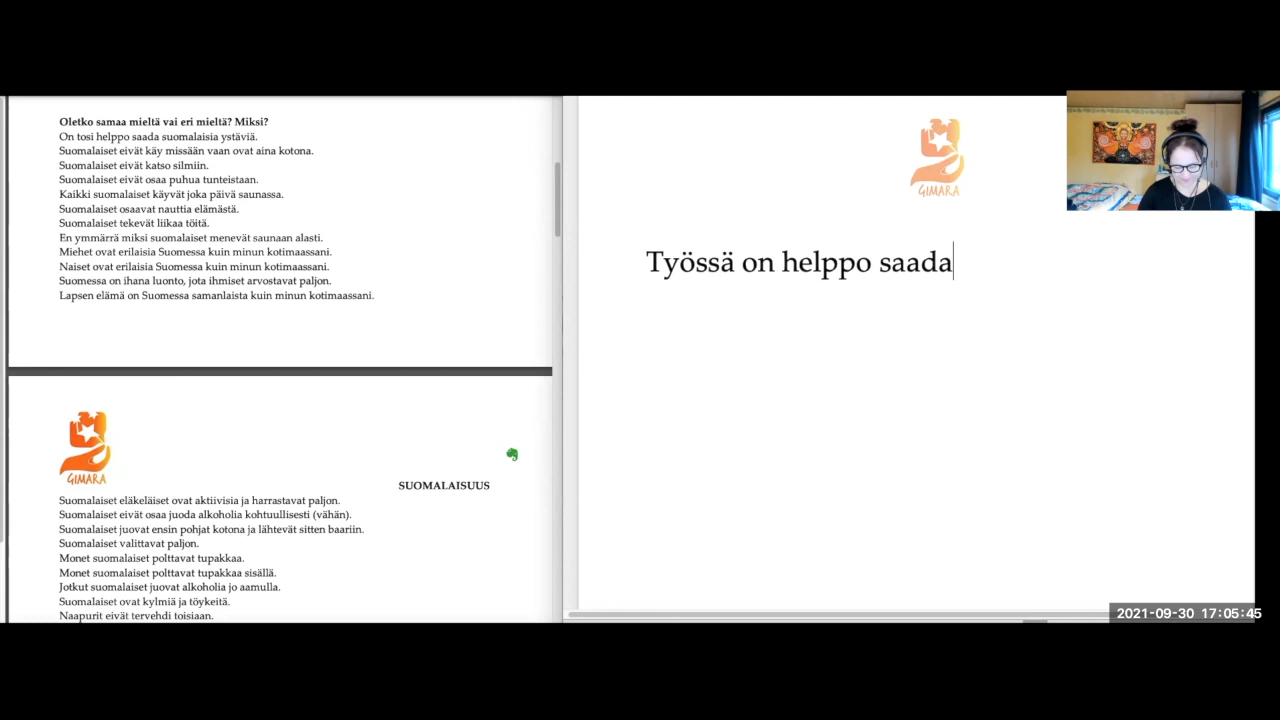 Oletko samaa mieltä vai eri mieltä? Miksi?
On tosi helppo saada suomalaisia ystäviä.
Suomalaiset eivät käy missään vaan ovat aina kotona.
Suomalaiset eivät katso silmiin.
Suomalaiset eivät osaa puhua tunteistaan.
Kaikki suomalaiset käyvät joka päivä saunassa.
Suomalaiset osaavat nauttia elämästä.
Suomalaiset tekevät liikaa töitä.
En ymmärrä miksi suomalaiset menevät saunaan alasti.
Miehet ovat erilaisia Suomessa kuin minun kotimaassani.
Naiset ovat erilaisia Suomessa kuin minun kotimaassani.
Suomessa on ihana luonto, jota ihmiset arvostavat paljon.
Lapsen elämä on Suomessa samanlaista kuin minun kotimaassani.
GIMARA
SUOMALAISUUS
Suomalaiset eläkeläiset ovat aktiivisia ja harrastavat paljon.
Suomalaiset eivät osaa juoda alkoholia kohtuullisesti (vähän).
Suomalaiset juovat ensin pohjat kotona ja lähtevät sitten baariin.
Suomalaiset valittavat paljon.
Monet suomalaiset polttavat tupakkaa.
Monet suomalaiset polttavat tupakkaa sisällä.
Jotkut suomalaiset juovat alkoholia jo aamulla.
Suomalaiset ovat kylmiä ja töykeitä.
Naapurit eivät tervehdi toisiaan.
GIMARA
Työssä on helppo saada
2021-09-30 17:05:45